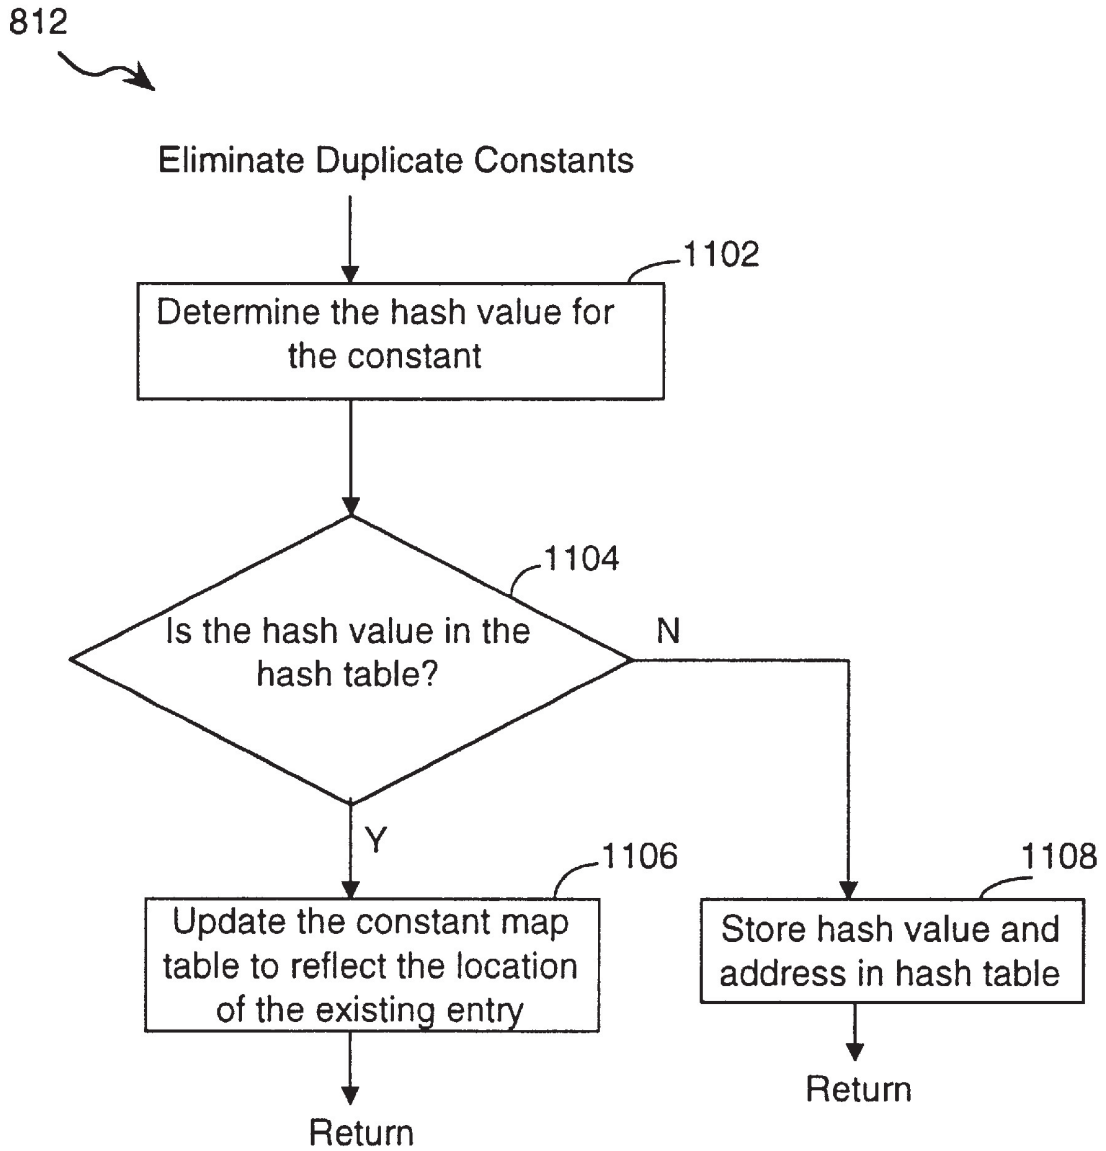 812
Eliminate Duplicate Constants
1102
Determine the hash value for
the constant
1104
Is the hash value in the
hash table?
N
Y
1106
Update the constant map
table to reflect the location
of the existing entry
Return
1108
Store hash value and
address in hash table
Return